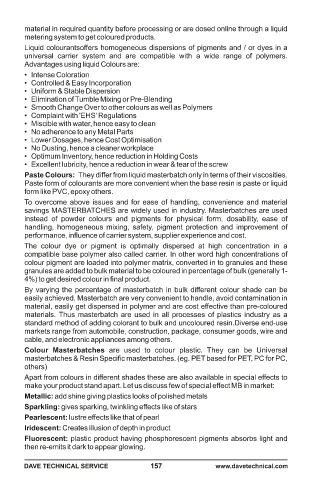 material in required quantity before processing or are dosed online through a liquid
metering system to get coloured products.
Liquid colourantsoffers homogeneous dispersions of pigments and / or dyes in a
universal carrier system and are compatible with a wide range of polymers.
Advantages using liquid Colours are:
• Intense Coloration
• Controlled & Easy Incorporation
• Uniform & Stable Dispersion
• Elimination of Tumble Mixing or Pre-Blending
• Smooth Change Over to other colours as well as Polymers
• Complaint with 'EHS' Regulations
• Miscible with water, hence easy to clean
• No adherence to any Metal Parts
• Lower Dosages, hence Cost Optimisation
• No Dusting, hence a cleaner workplace
• Optimum Inventory, hence reduction in Holding Costs
• Excellent lubricity, hence a reduction in wear & tear of the screw
Paste Colours: They differ from liquid masterbatch only in terms of their viscosities.
Paste form of colourants are more convenient when the base resin is paste or liquid
form like PVC, epoxy others.
To overcome above issues and for ease of handling, convenience and material
savings MASTERBATCHES are widely used in industry. Masterbatches are used
instead of powder colours and pigments for physical form, dosability, ease of
handling, homogeneous mixing, safety, pigment protection and improvement of
performance, influence of carrier system, supplier experience and cost.
The colour dye or pigment is optimally dispersed at high concentration in a
compatible base polymer also called carrier. In other word high concentrations of
colour pigment are loaded into polymer matrix, converted in to granules and these
granules are added to bulk material to be coloured in percentage of bulk (generally 1-
4%) to get desired colour in final product.
By varying the percentage of masterbatch in bulk different colour shade can be
easily achieved. Masterbatch are very convenient to handle, avoid contamination in
material, easily get dispersed in polymer and are cost effective than pre-coloured
materials. Thus masterbatch are used in all processes of plastics industry as a
standard method of adding colorant to bulk and uncoloured resin.Diverse end-use
markets range from automobile, construction, package, consumer goods, wire and
cable, and electronic appliances among others.
Colour Masterbatches are used to colour plastic. They can be Universal
masterbatches & Resin Specific masterbatches. (eg. PET based for PET, PC for PC,
others)
Apart from colours in different shades these are also available in special effects to
make your product stand apart. Let us discuss few of special effect MB in market:
Metallic: add shine giving plastics looks of polished metals
Sparkling: gives sparking, twinkling effects like of stars
Pearlescent: lustre effects like that of pearl
Iridescent: Creates illusion of depth in product
Fluorescent: plastic product having phosphorescent pigments absorbs light and
then re-emits it dark to appear glowing.
DAVE TECHNICAL SERVICE 157 www.davetechnical.com